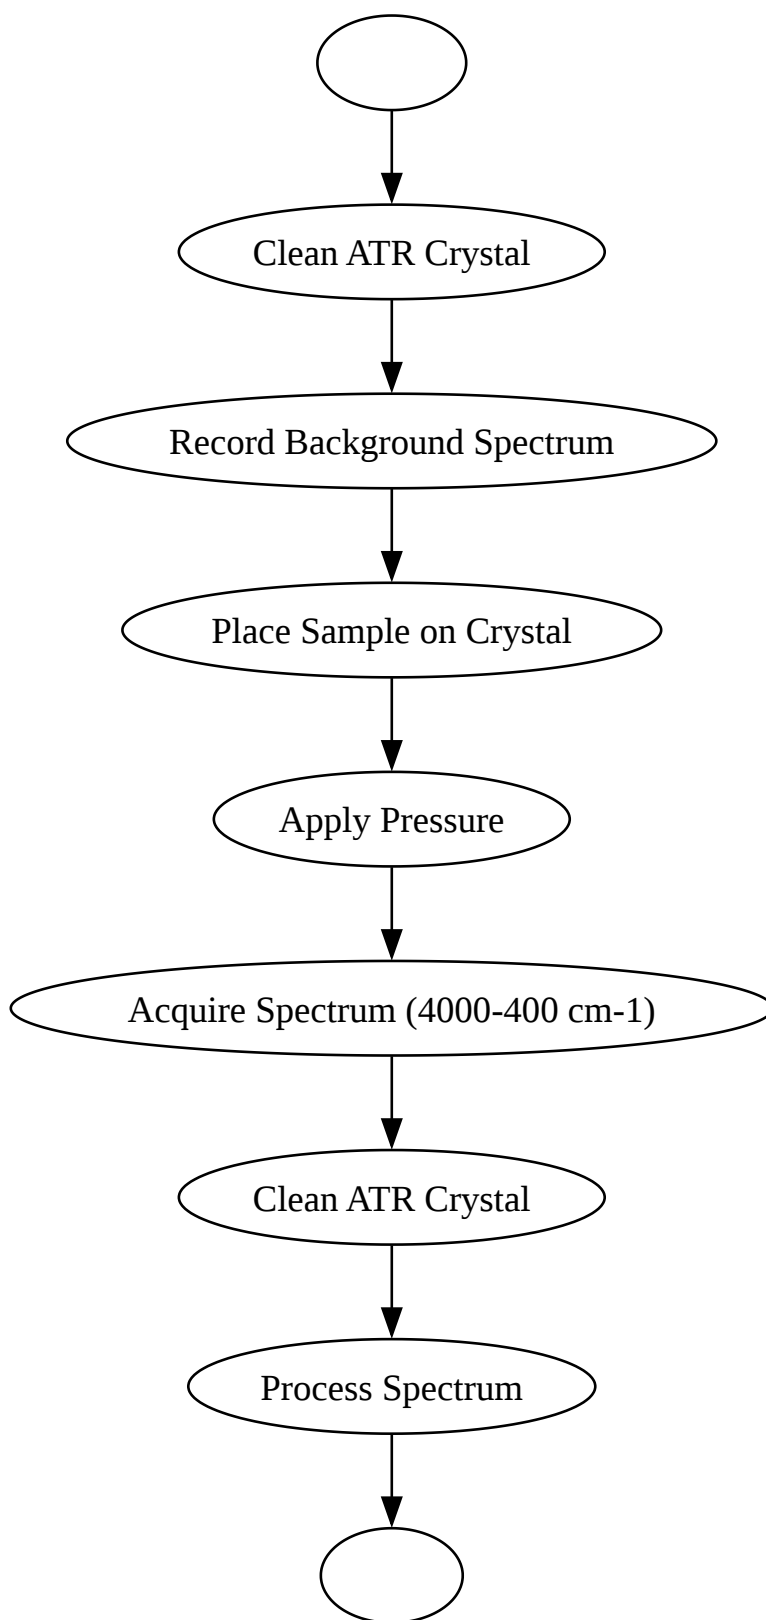 Clean ATR Crystal
Record Background Spectrum
Place Sample on Crystal
Apply Pressure
Acquire Spectrum (4000-400 cm-1)
Clean ATR Crystal
Process Spectrum